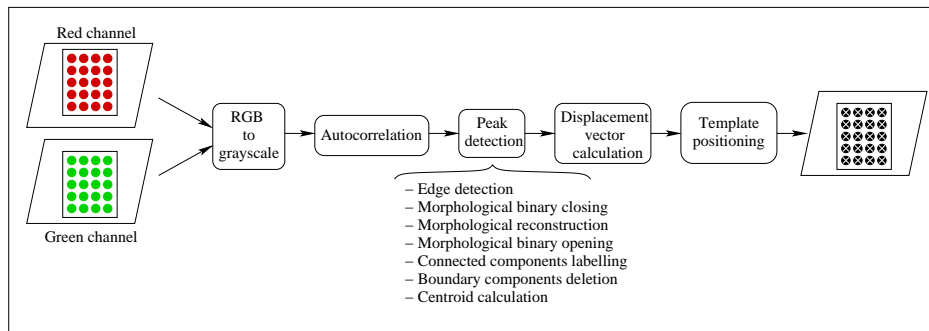 Red channel
Green channel
RGB
to
grayscale
Autocorrelation
Peak
detection
Displacement
vector
calculation
Template
positioning
– Edge detection
– Morphological binary closing
– Morphological reconstruction
– Morphological binary opening
– Connected components labelling
– Boundary components deletion
– Centroid calculation